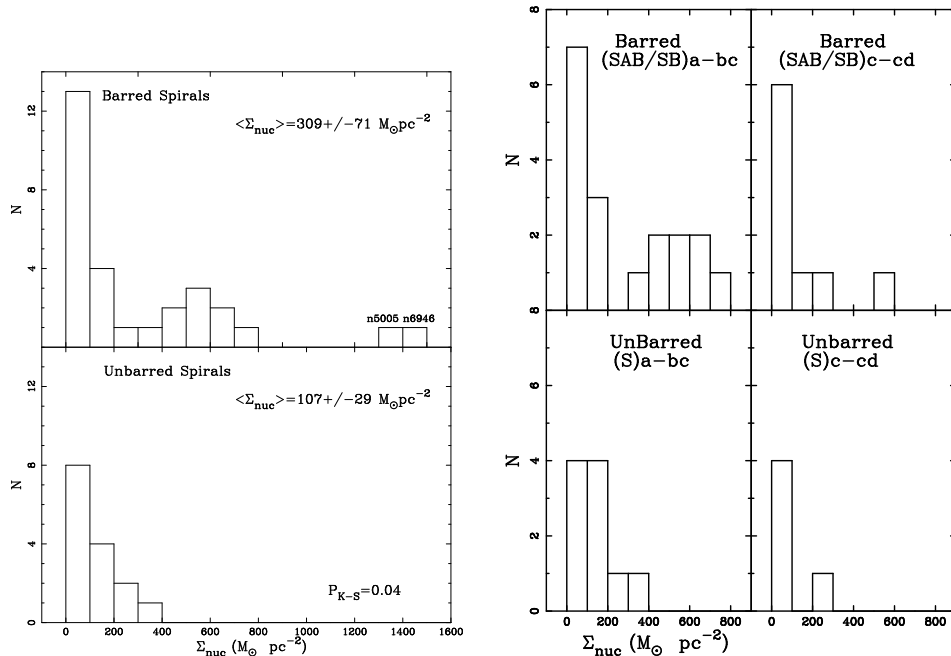 Barred Spirals
<Σnuc>=309+/-71 M⊙pc⁻²
n5005 n6946
N
4
8
12
Unbarred Spirals
<Σnuc>=107+/-29 M⊙pc⁻²
P_K-S=0.04
N
0
4
8
12
0 200 400 600 800 1000 1200 1400 1600
Σnuc (M⊙ pc⁻²)
Barred
(SAB/SB)a-bc
Barred
(SAB/SB)c-cd
N
8
6
4
2
8
UnBarred
(S)a-bc
Unbarred
(S)c-cd
N
6
4
2
0
0 200 400 600 800
0 200 400 600 800
Σnuc (M⊙ pc⁻²)